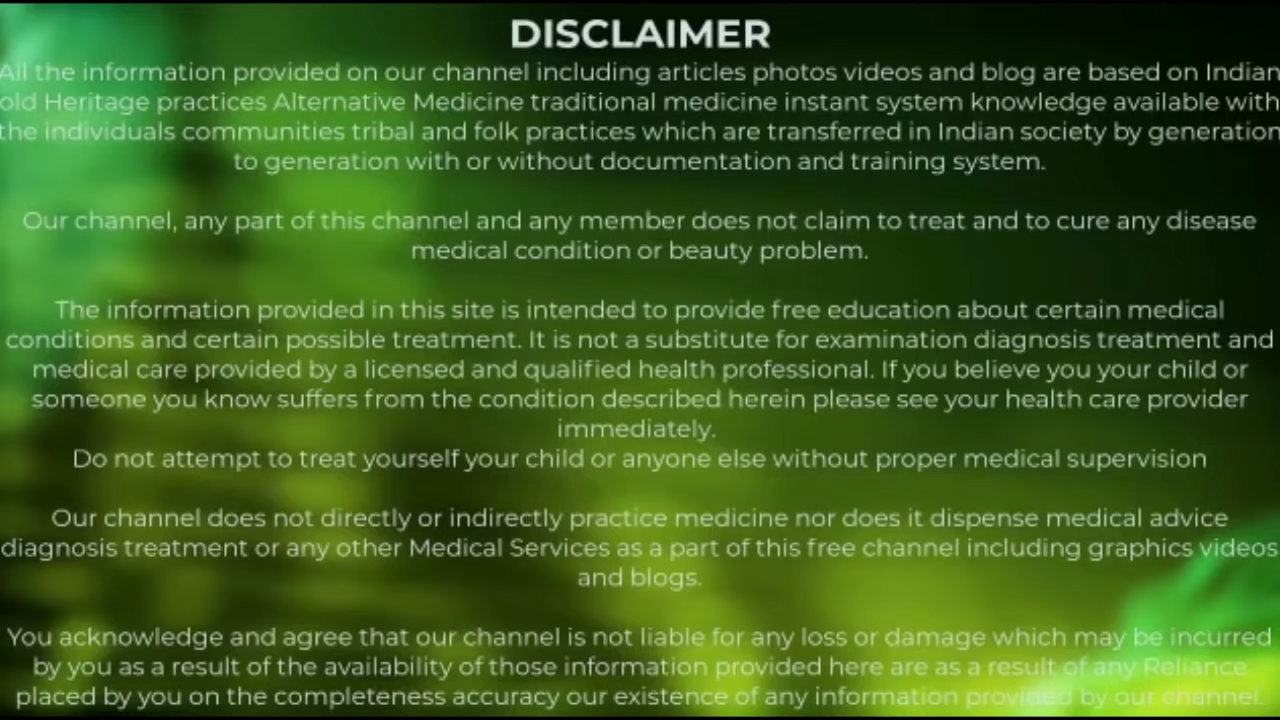 DISCLAIMER
All the information provided on our channel including articles photos videos and blog are based on Indian
old Heritage practices Alternative Medicine traditional medicine instant system knowledge available with
the individuals communities tribal and folk practices which are transferred in Indian society by generation
to generation with or without documentation and training system.
Our channel, any part of this channel and any member does not claim to treat and to cure any disease
medical condition or beauty problem.
The information provided in this site is intended to provide free education about certain medical
conditions and certain possible treatment. It is not a substitute for examination diagnosis treatment and
medical care provided by a licensed and qualified health professional. If you believe you your child or
someone you know suffers from the condition described herein please see your health care provider
immediately.
Do not attempt to treat yourself your child or anyone else without proper medical supervision
Our channel does not directly or indirectly practice medicine nor does it dispense medical advice
diagnosis treatment or any other Medical Services as a part of this free channel including graphics videos
and blogs.
You acknowledge and agree that our channel is not liable for any loss or damage which may be incurred
by you as a result of the availability of those information provided here are as a result of any Reliance
placed by you on the completeness accuracy our existence of any information provided by our channel.